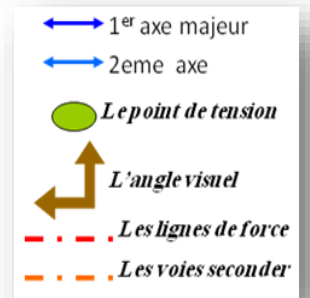 1er axe majeur
2eme axe
Le point de tension
L'angle visuel
Les lignes de force
Les voies seconder